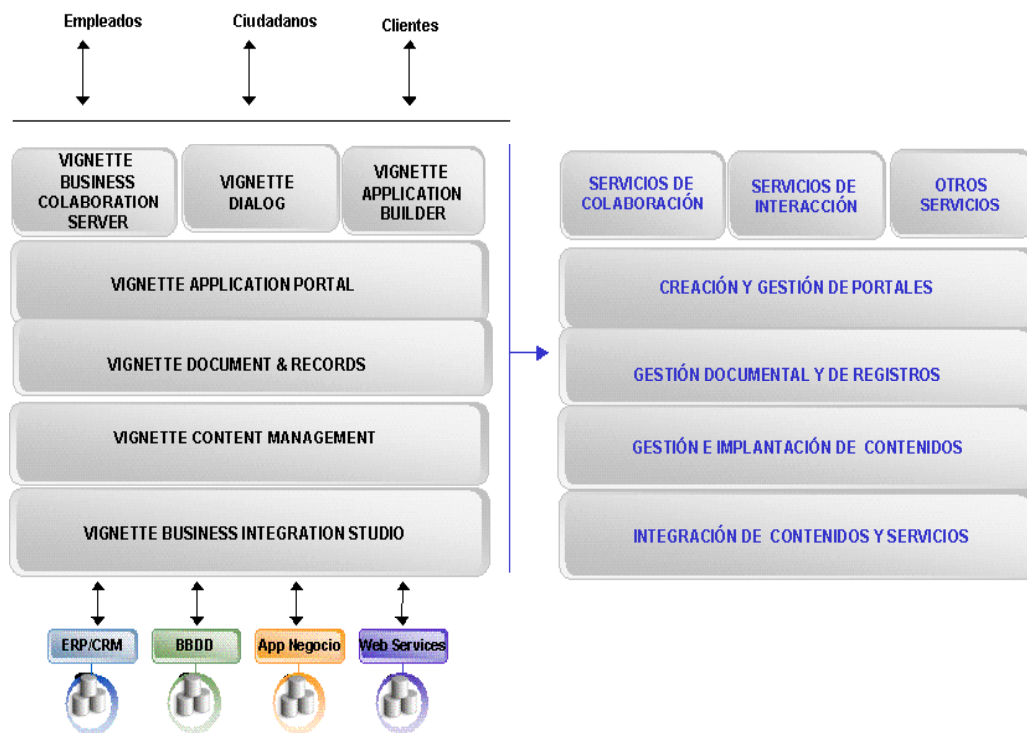 Empleados
Ciudadanos
Clientes
VIGNETTE
BUSINESS
COLABORATION
SERVER
VIGNETTE
DIALOG
VIGNETTE
APPLICATION
BUILDER
SERVICIOS DE
COLABORACIÓN
SERVICIOS DE
INTERACCIÓN
OTROS
SERVICIOS
VIGNETTE APPLICATION PORTAL
CREACIÓN Y GESTIÓN DE PORTALES
VIGNETTE DOCUMENT & RECORDS
GESTIÓN DOCUMENTAL Y DE REGISTROS
VIGNETTE CONTENT MANAGEMENT
GESTIÓN E IMPLANTACIÓN DE CONTENIDOS
VIGNETTE BUSINESS INTEGRATION STUDIO
INTEGRACIÓN DE CONTENIDOS Y SERVICIOS
ERP/CRM
BBDD
App Negocio
Web Services